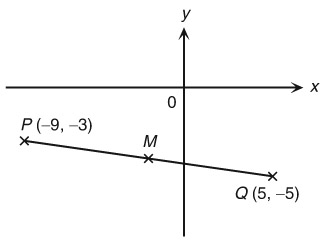 y
x
0
P (–9, –3)
M
Q (5, –5)